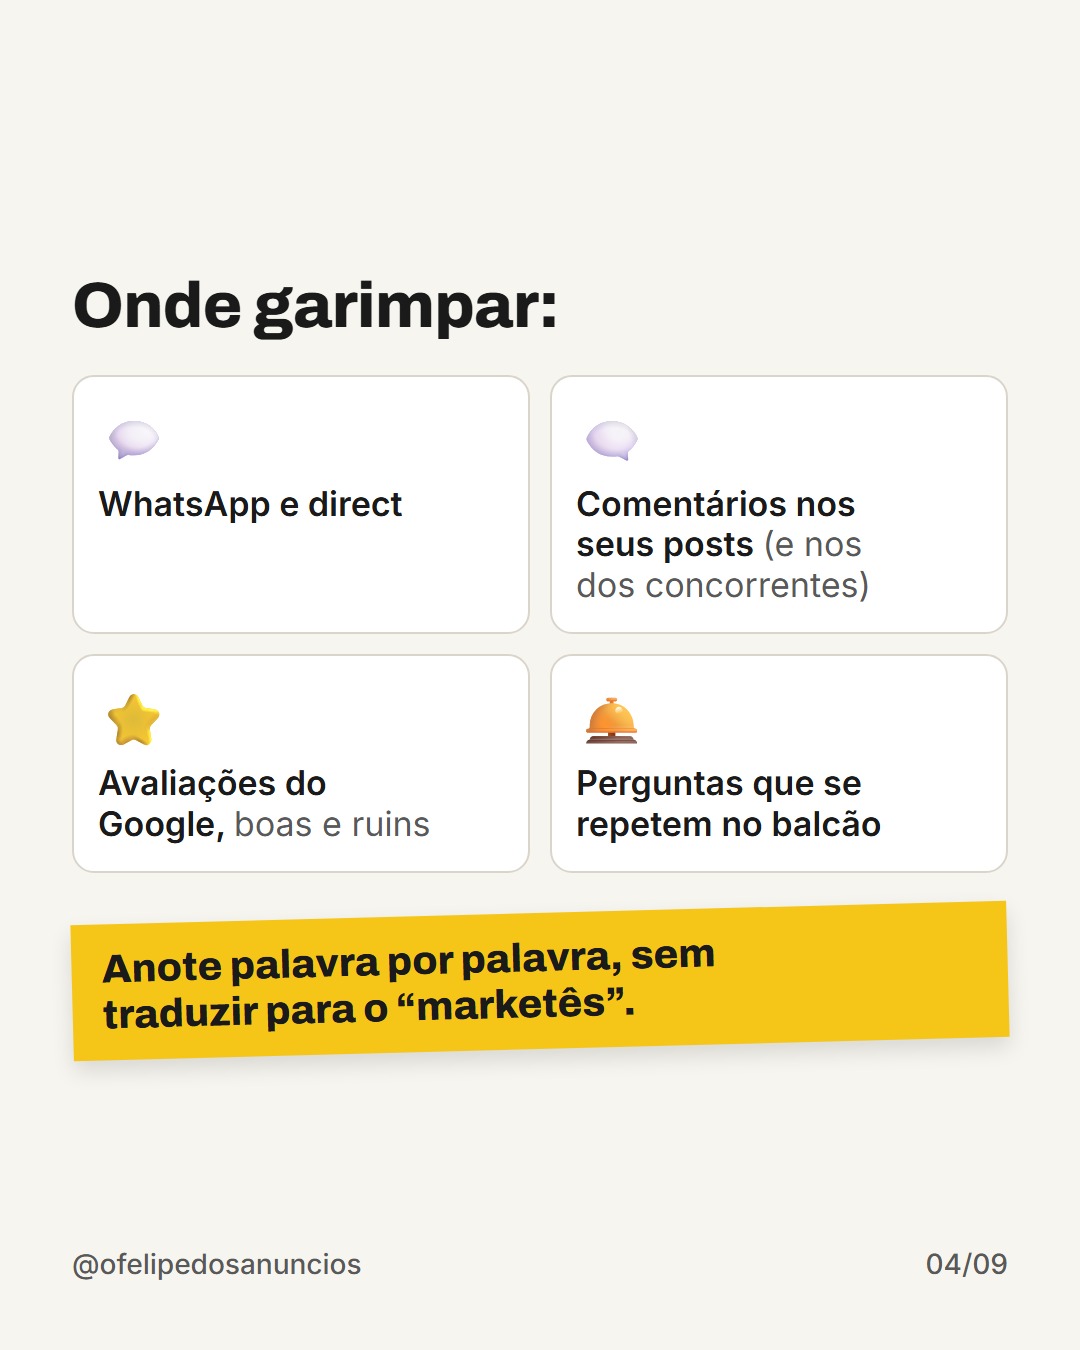 Onde garimpar:
WhatsApp e direct
Comentários nos
seus posts (e nos
dos concorrentes)
Avaliações do
Google, boas e ruins
Perguntas que se
repetem no balcão
Anote palavra por palavra, sem
traduzir para o “marketês”.
@ofelipedosanuncios
04/09